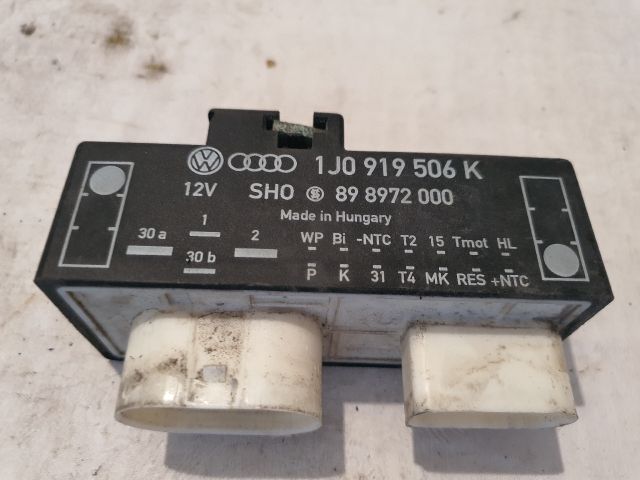 1J0 919 506 K
12V SHO 89 8972 000
Made in Hungary
30 a 1 2 WP Bi -NTC T2 15 Tmot HL
30 b P K 31 T4 MK RES +NTC